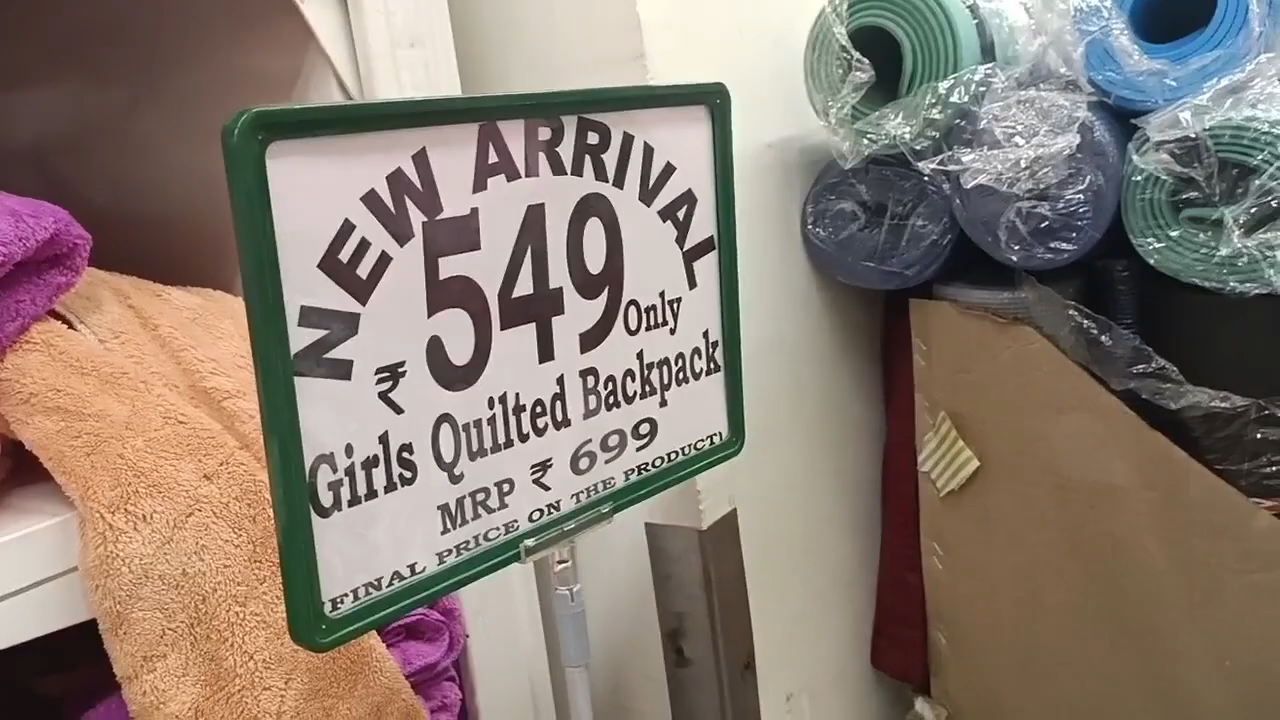 NEW ARRIVAL
₹ 549 Only
Girls Quilted Backpack
MRP ₹ 699
FINAL PRICE ON THE PRODUCT